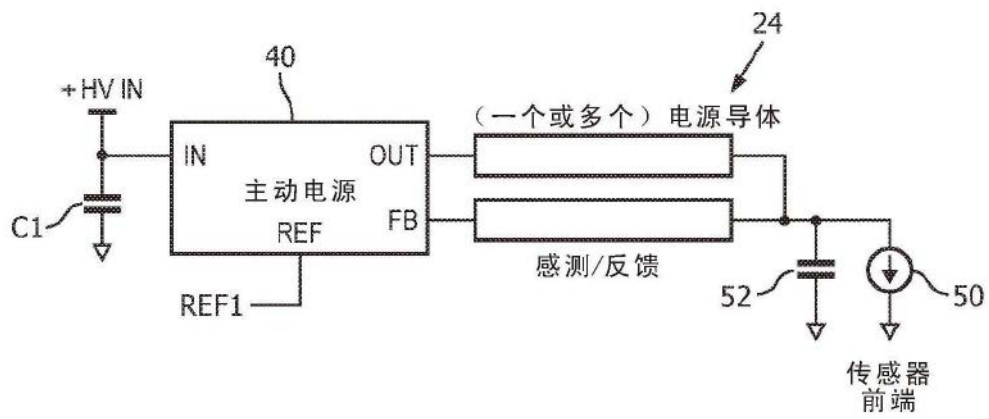 24
40
+HV IN
（一个或多个）电源导体
IN
OUT
主动电源
C1
REF
FB
感测/反馈
REF1
52
50
传感器
前端